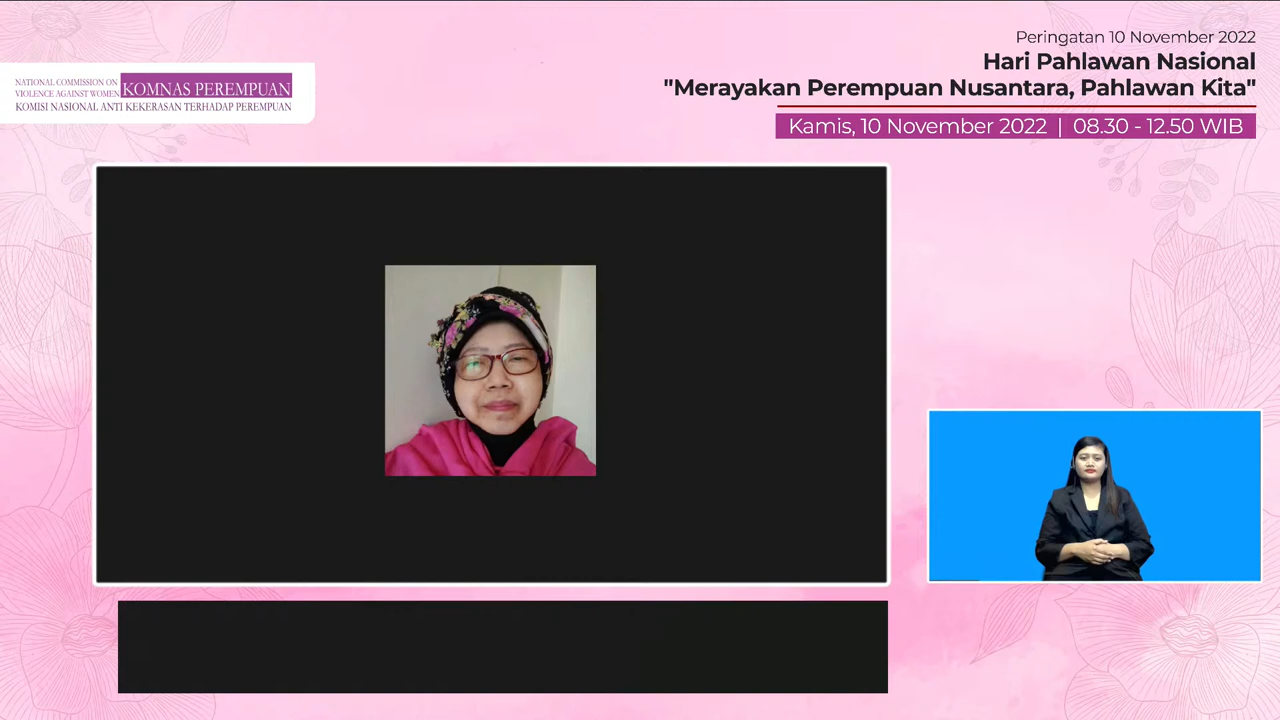 NATIONAL COMMISSION ON
VIOLENCE AGAINST WOMEN
KOMNAS PEREMPUAN
KOMISI NASIONAL ANTI KEKERASAN TERHADAP PEREMPUAN
Peringatan 10 November 2022
Hari Pahlawan Nasional
"Merayakan Perempuan Nusantara, Pahlawan Kita"
Kamis, 10 November 2022 | 08.30 - 12.50 WIB